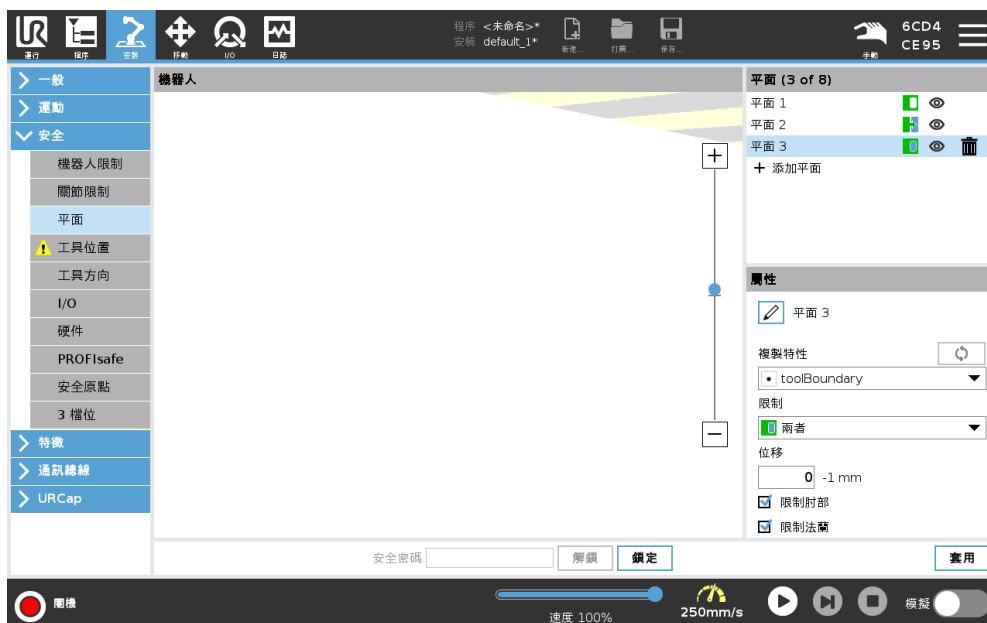 程序 <未命名>*
安裝 default_1*
運行
程序
安裝
移動
I/O
日誌
新建...
打開...
保存...
手動
6CD4
CE95
一般
運動
安全
機器人限制
關節限制
平面
工具位置
工具方向
I/O
硬件
PROFIsafe
安全原點
3 檔位
特徵
通訊總線
URCap
機器人
平面 (3 of 8)
平面 1
平面 2
平面 3
添加平面
屬性
平面 3
複製特性
toolBoundary
限制
兩者
位移
0 -1 mm
限制肘部
限制法蘭
安全密碼
解鎖
鎖定
套用
關機
速度 100%
250mm/s
模擬